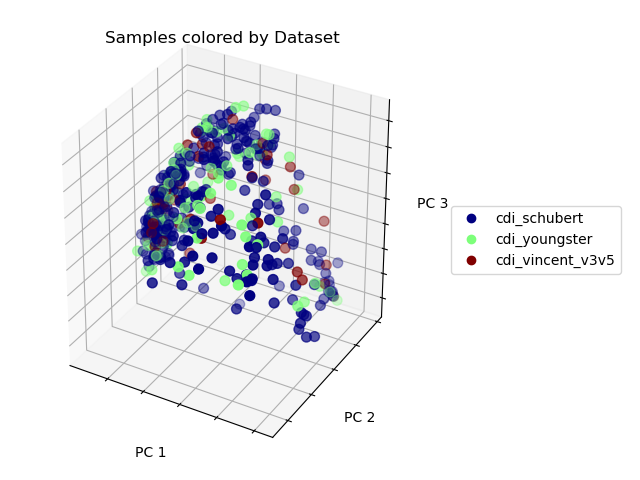 Samples colored by Dataset
PC 3
cdi_schubert
cdi_youngster
cdi_vincent_v3v5
PC 2
PC 1